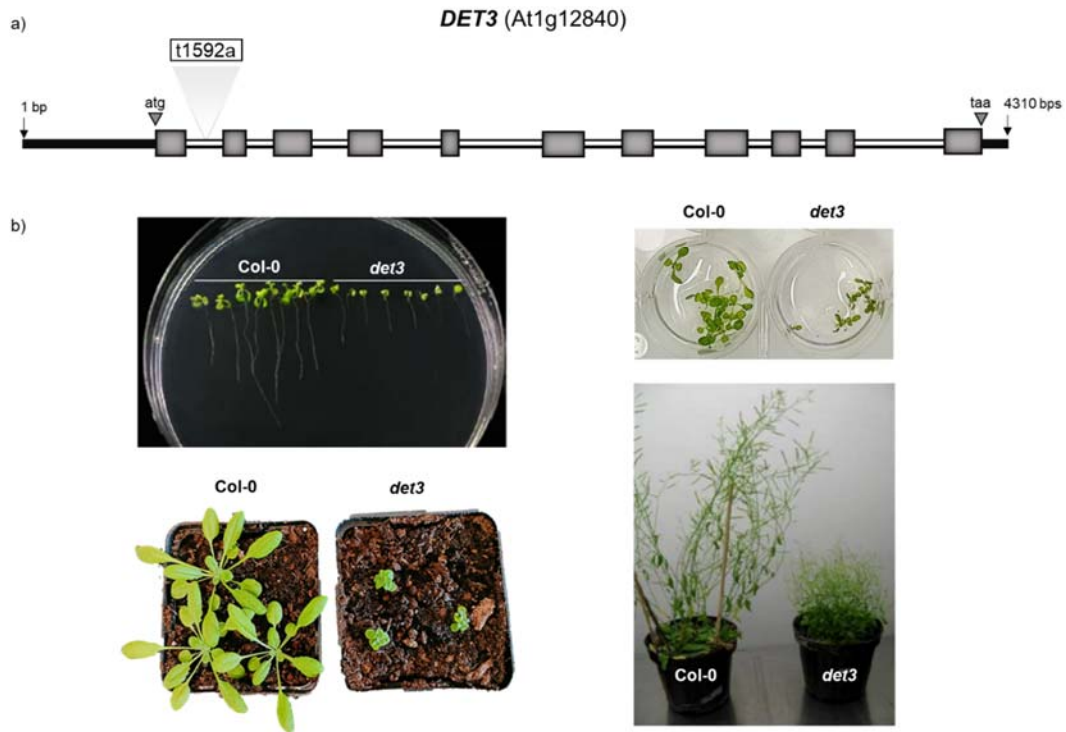 DET3 (At1g12840)
a)
t1592a
1 bp
atg
taa
4310 bps
b)
Col-0
det3
Col-0
det3
Col-0
det3
Col-0
det3